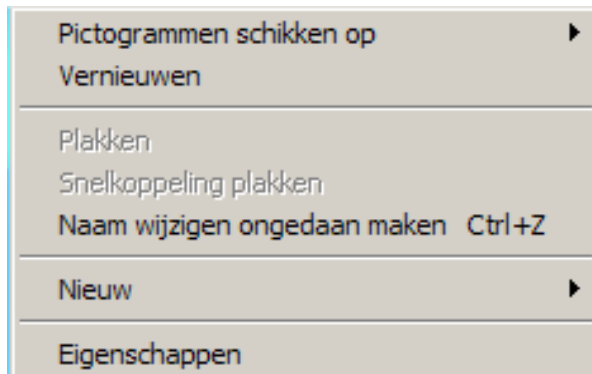 Pictogrammen schikken op
Vernieuwen
Plakken
Snelkoppeling plakken
Naam wijzigen ongedaan maken Ctrl+Z
Nieuw
Eigenschappen